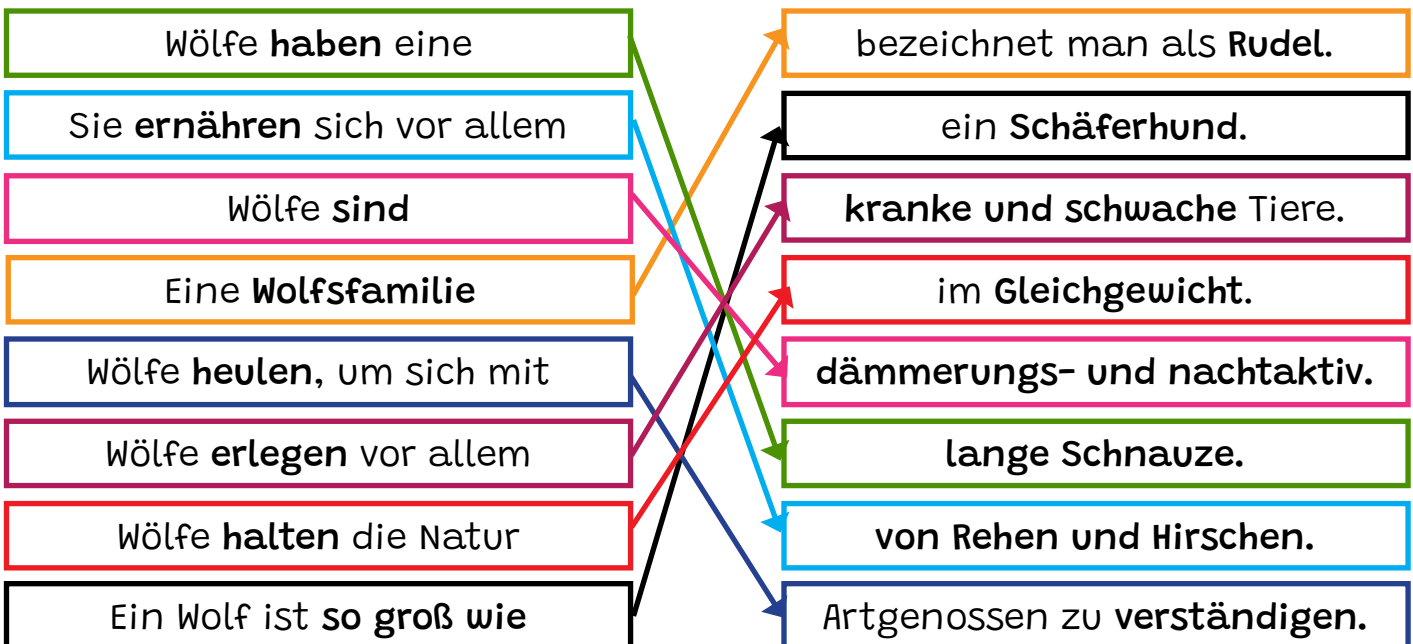 Wölfe haben eine
bezeichnet man als Rudel.
Sie ernähren sich vor allem
ein Schäferhund.
Wölfe sind
kranke und schwache Tiere.
Eine Wolfsfamilie
im Gleichgewicht.
Wölfe heulen, um sich mit
dämmerungs- und nachtaktiv.
Wölfe erlegen vor allem
lange Schnauze.
Wölfe halten die Natur
von Rehen und Hirschen.
Ein Wolf ist so groß wie
Artgenossen zu verständigen.